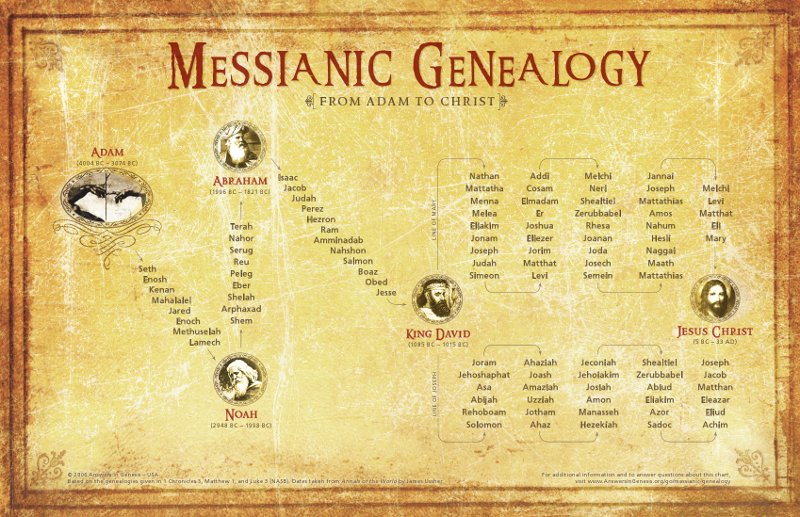 MESSIANIC GENEALOGY
FROM ADAM TO CHRIST
ADAM
(4004 BC – 3074 BC)
Seth
Enosh
Kenan
Mahalalel
Jared
Enoch
Methuselah
Lamech
NOAH
(2948 BC – 1998 BC)
Terah
Nahor
Serug
Reu
Peleg
Eber
Shelah
Arphaxad
Shem
ABRAHAM
(1996 BC – 1821 BC)
Isaac
Jacob
Judah
Perez
Hezron
Ram
Amminadab
Nahshon
Salmon
Boaz
Obed
Jesse
KING DAVID
(1085 BC – 1015 BC)
LINE OF MARY
Nathan
Mattatha
Menna
Melea
Eliakim
Jonam
Joseph
Judah
Simeon
Addi
Cosam
Elmadam
Er
Joshua
Eliezer
Jorim
Matthat
Levi
Melchi
Neri
Shealtiel
Zerubbabel
Rhesa
Joanan
Joda
Josech
Semein
Jannai
Joseph
Mattathias
Amos
Nahum
Hesli
Naggai
Maath
Mattathias
Melchi
Levi
Matthat
Eli
Mary
JESUS CHRIST
(5 BC – 33 AD)
LINE OF JOSEPH
Joram
Jehoshaphat
Asa
Abijah
Rehoboam
Solomon
Ahaziah
Joash
Amaziah
Uzziah
Jotham
Ahaz
Jeconiah
Jehoiakim
Josiah
Amon
Manasseh
Hezekiah
Shealtiel
Zerubbabel
Abiud
Eliakim
Azor
Sadoc
Joseph
Jacob
Matthan
Eleazar
Eliud
Achim
© 2006 Answers in Genesis – USA
Based on the genealogies given in 1 Chronicles 3, Matthew 1, and Luke 3 (NASB). Dates taken from Annals of the World by James Ussher.
For additional information and to answer questions about this chart,
visit www.AnswersInGenesis.org/go/messianic-genealogy